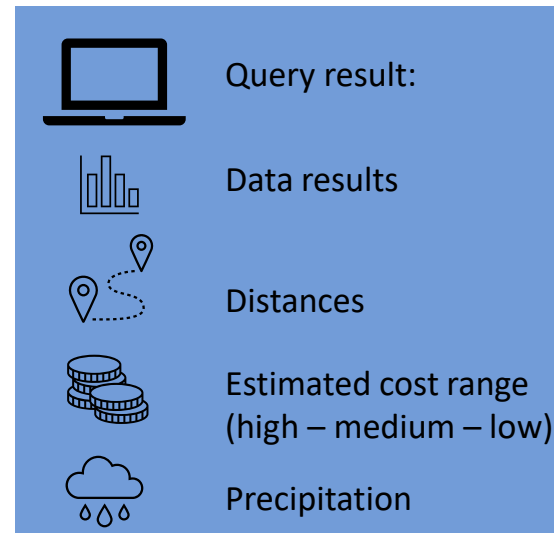 Query result:
Data results
Distances
Estimated cost range
(high – medium – low)
Precipitation